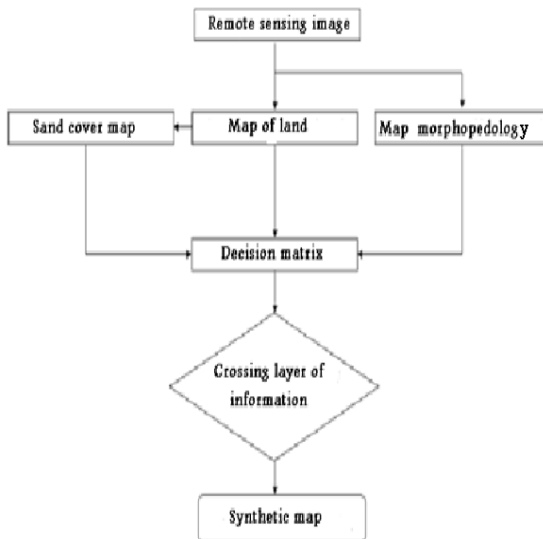 Remote sensing image
Sand cover map
Map of land
Map morphopedology
Decision matrix
Crossing layer of
information
Synthetic map